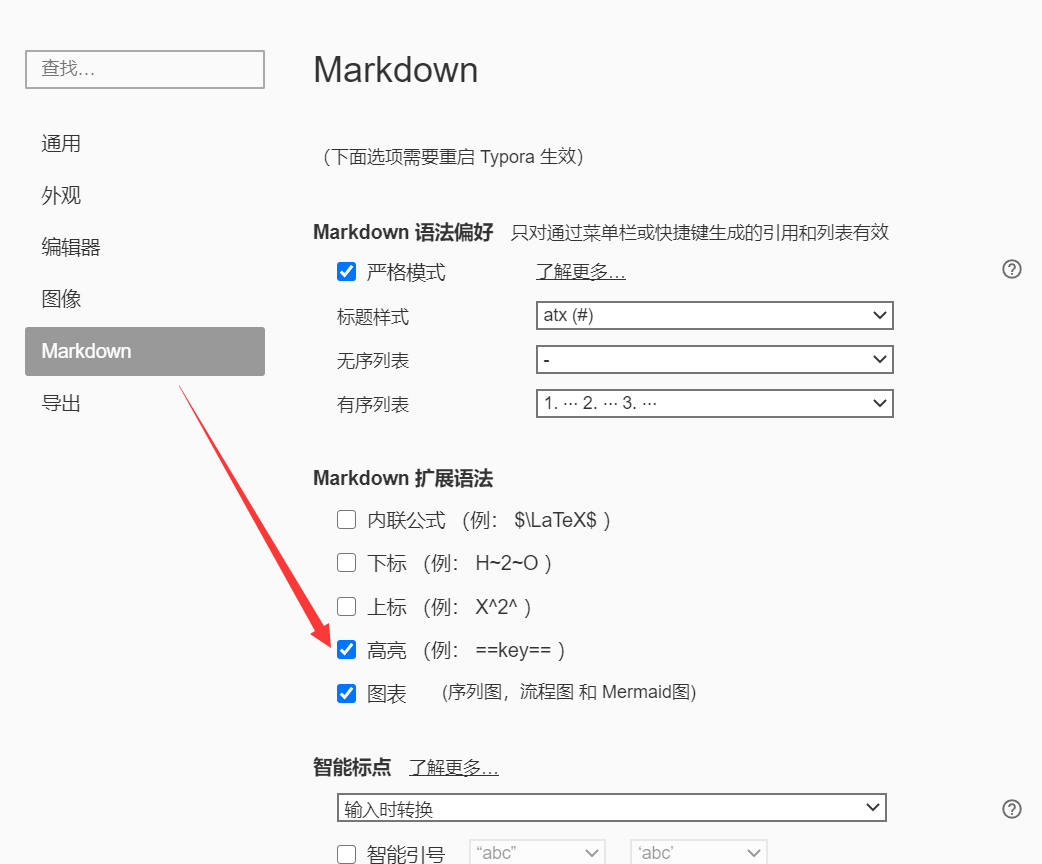 查找…
通用
外观
编辑器
图像
Markdown
导出
Markdown
（下面选项需要重启 Typora 生效）
Markdown 语法偏好 只对通过菜单栏或快捷键生成的引用和列表有效
严格模式 了解更多…
标题样式 atx (#)
无序列表 -
有序列表 1. ··· 2. ··· 3. ···
Markdown 扩展语法
内联公式 （例： $\LaTeX$ ）
下标 （例： H~2~O ）
上标 （例： X^2^ ）
高亮 （例： ==key== ）
图表 (序列图，流程图 和 Mermaid图)
智能标点 了解更多…
输入时转换
智能引号 “abc” ‘abc’